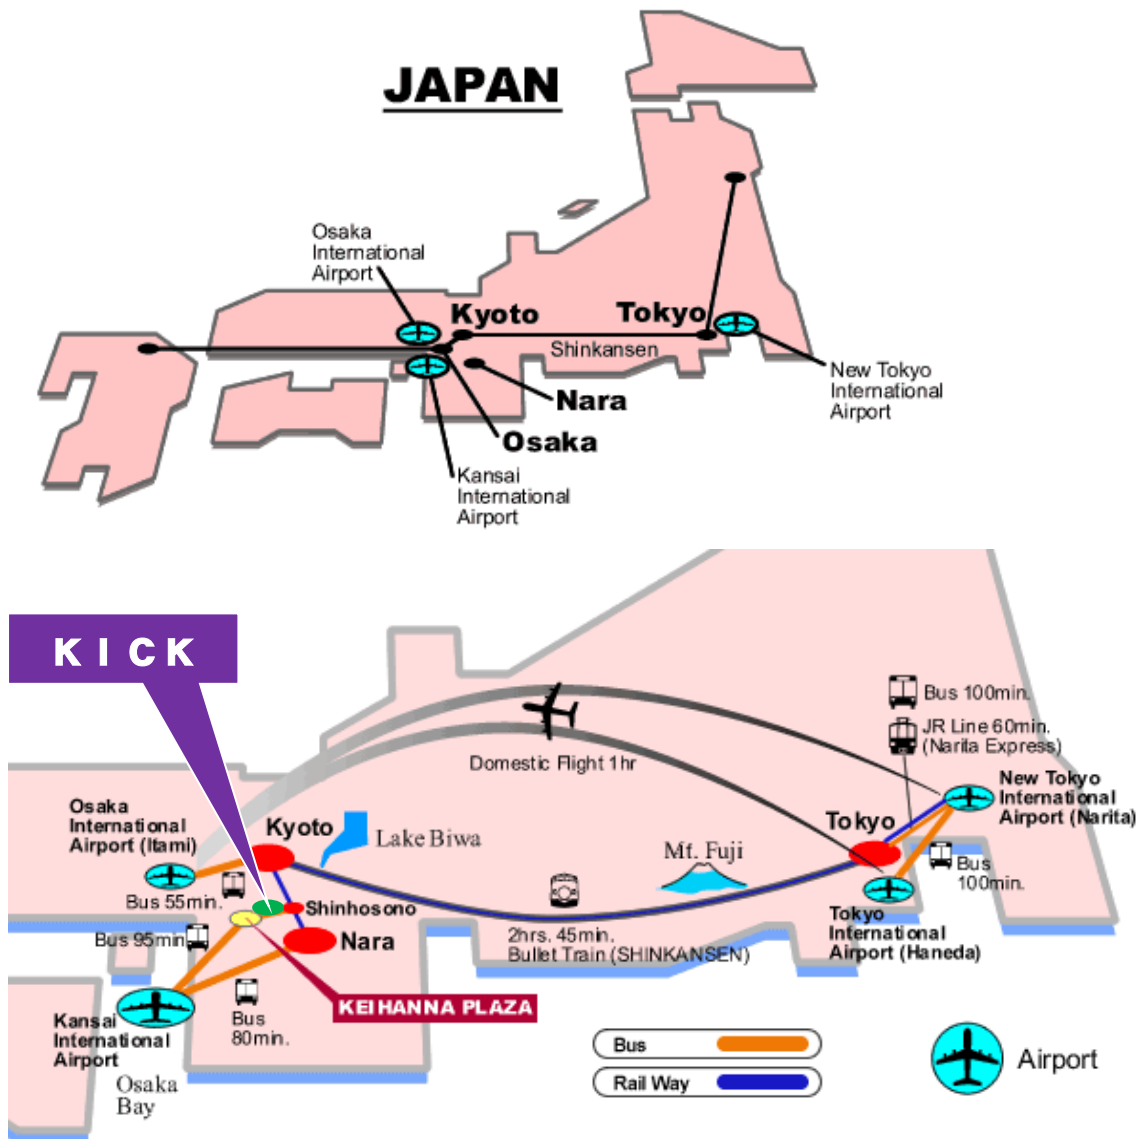 JAPAN
Osaka
International
Airport
Kyoto
Tokyo
Shinkansen
New Tokyo
International
Airport
Nara
Osaka
Kansai
International
Airport
KICK
Bus 100min.
JR Line 60min.
(Narita Express)
Domestic Flight 1hr
New Tokyo
International
Airport (Narita)
Osaka
International
Airport (Itami)
Kyoto
Lake Biwa
Tokyo
Mt. Fuji
Bus
100min.
Bus 55min.
Shinhosono
Tokyo
International
Airport (Haneda)
Bus 95min.
Nara
2hrs. 45min.
Bullet Train (SHINKANSEN)
KEIHANNA PLAZA
Kansai
International
Airport
Bus
80min.
Osaka
Bay
Bus
Rail Way
Airport